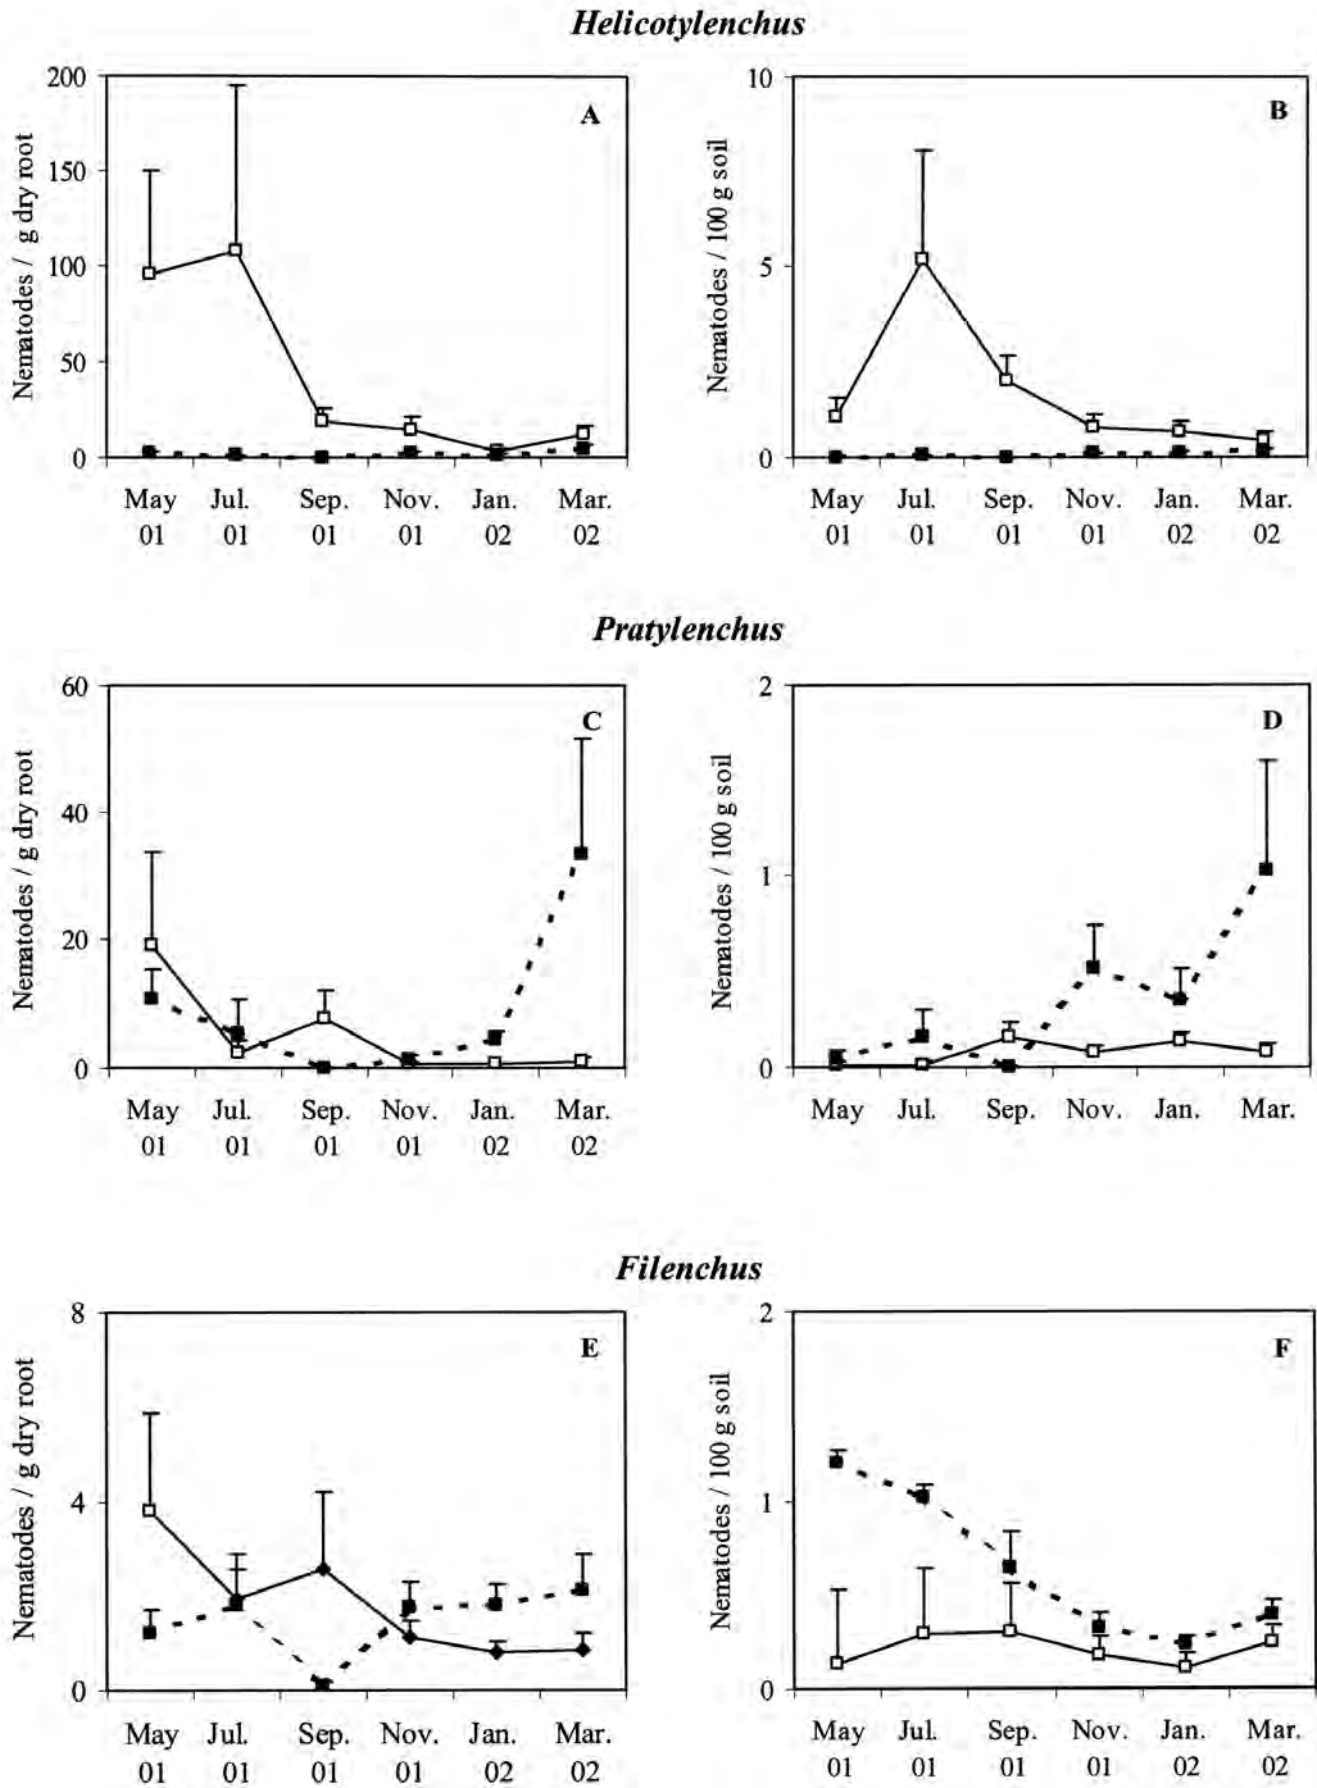 Helicotylenchus
Nematodes / g dry root
200
150
100
50
0
A
May Jul. Sep. Nov. Jan. Mar.
01 01 01 01 02 02
Nematodes / 100 g soil
10
5
0
B
May Jul. Sep. Nov. Jan. Mar.
01 01 01 01 02 02
Pratylenchus
Nematodes / g dry root
60
40
20
0
C
May Jul. Sep. Nov. Jan. Mar.
01 01 01 01 02 02
Nematodes / 100 g soil
2
1
0
D
May Jul. Sep. Nov. Jan. Mar.
Filenchus
Nematodes / g dry root
8
4
0
E
May Jul. Sep. Nov. Jan. Mar.
01 01 01 01 02 02
Nematodes / 100 g soil
2
1
0
F
May Jul. Sep. Nov. Jan. Mar.
01 01 01 01 02 02